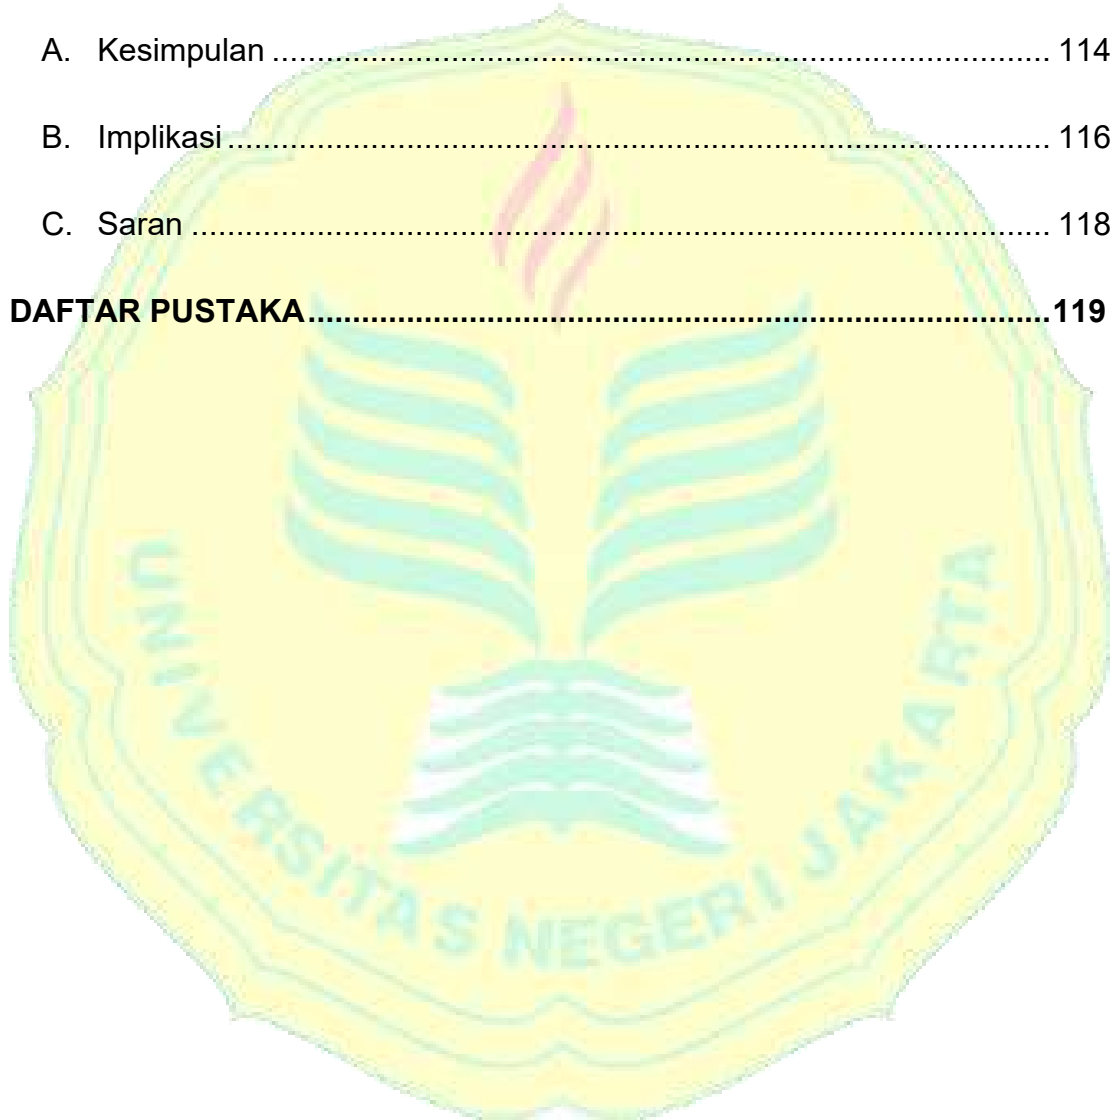 A. Kesimpulan ........................................................................................ 114
B. Implikasi ............................................................................................. 116
C. Saran ................................................................................................. 118
DAFTAR PUSTAKA...................................................................................119
UNIVERSITAS NEGERI JAKARTA